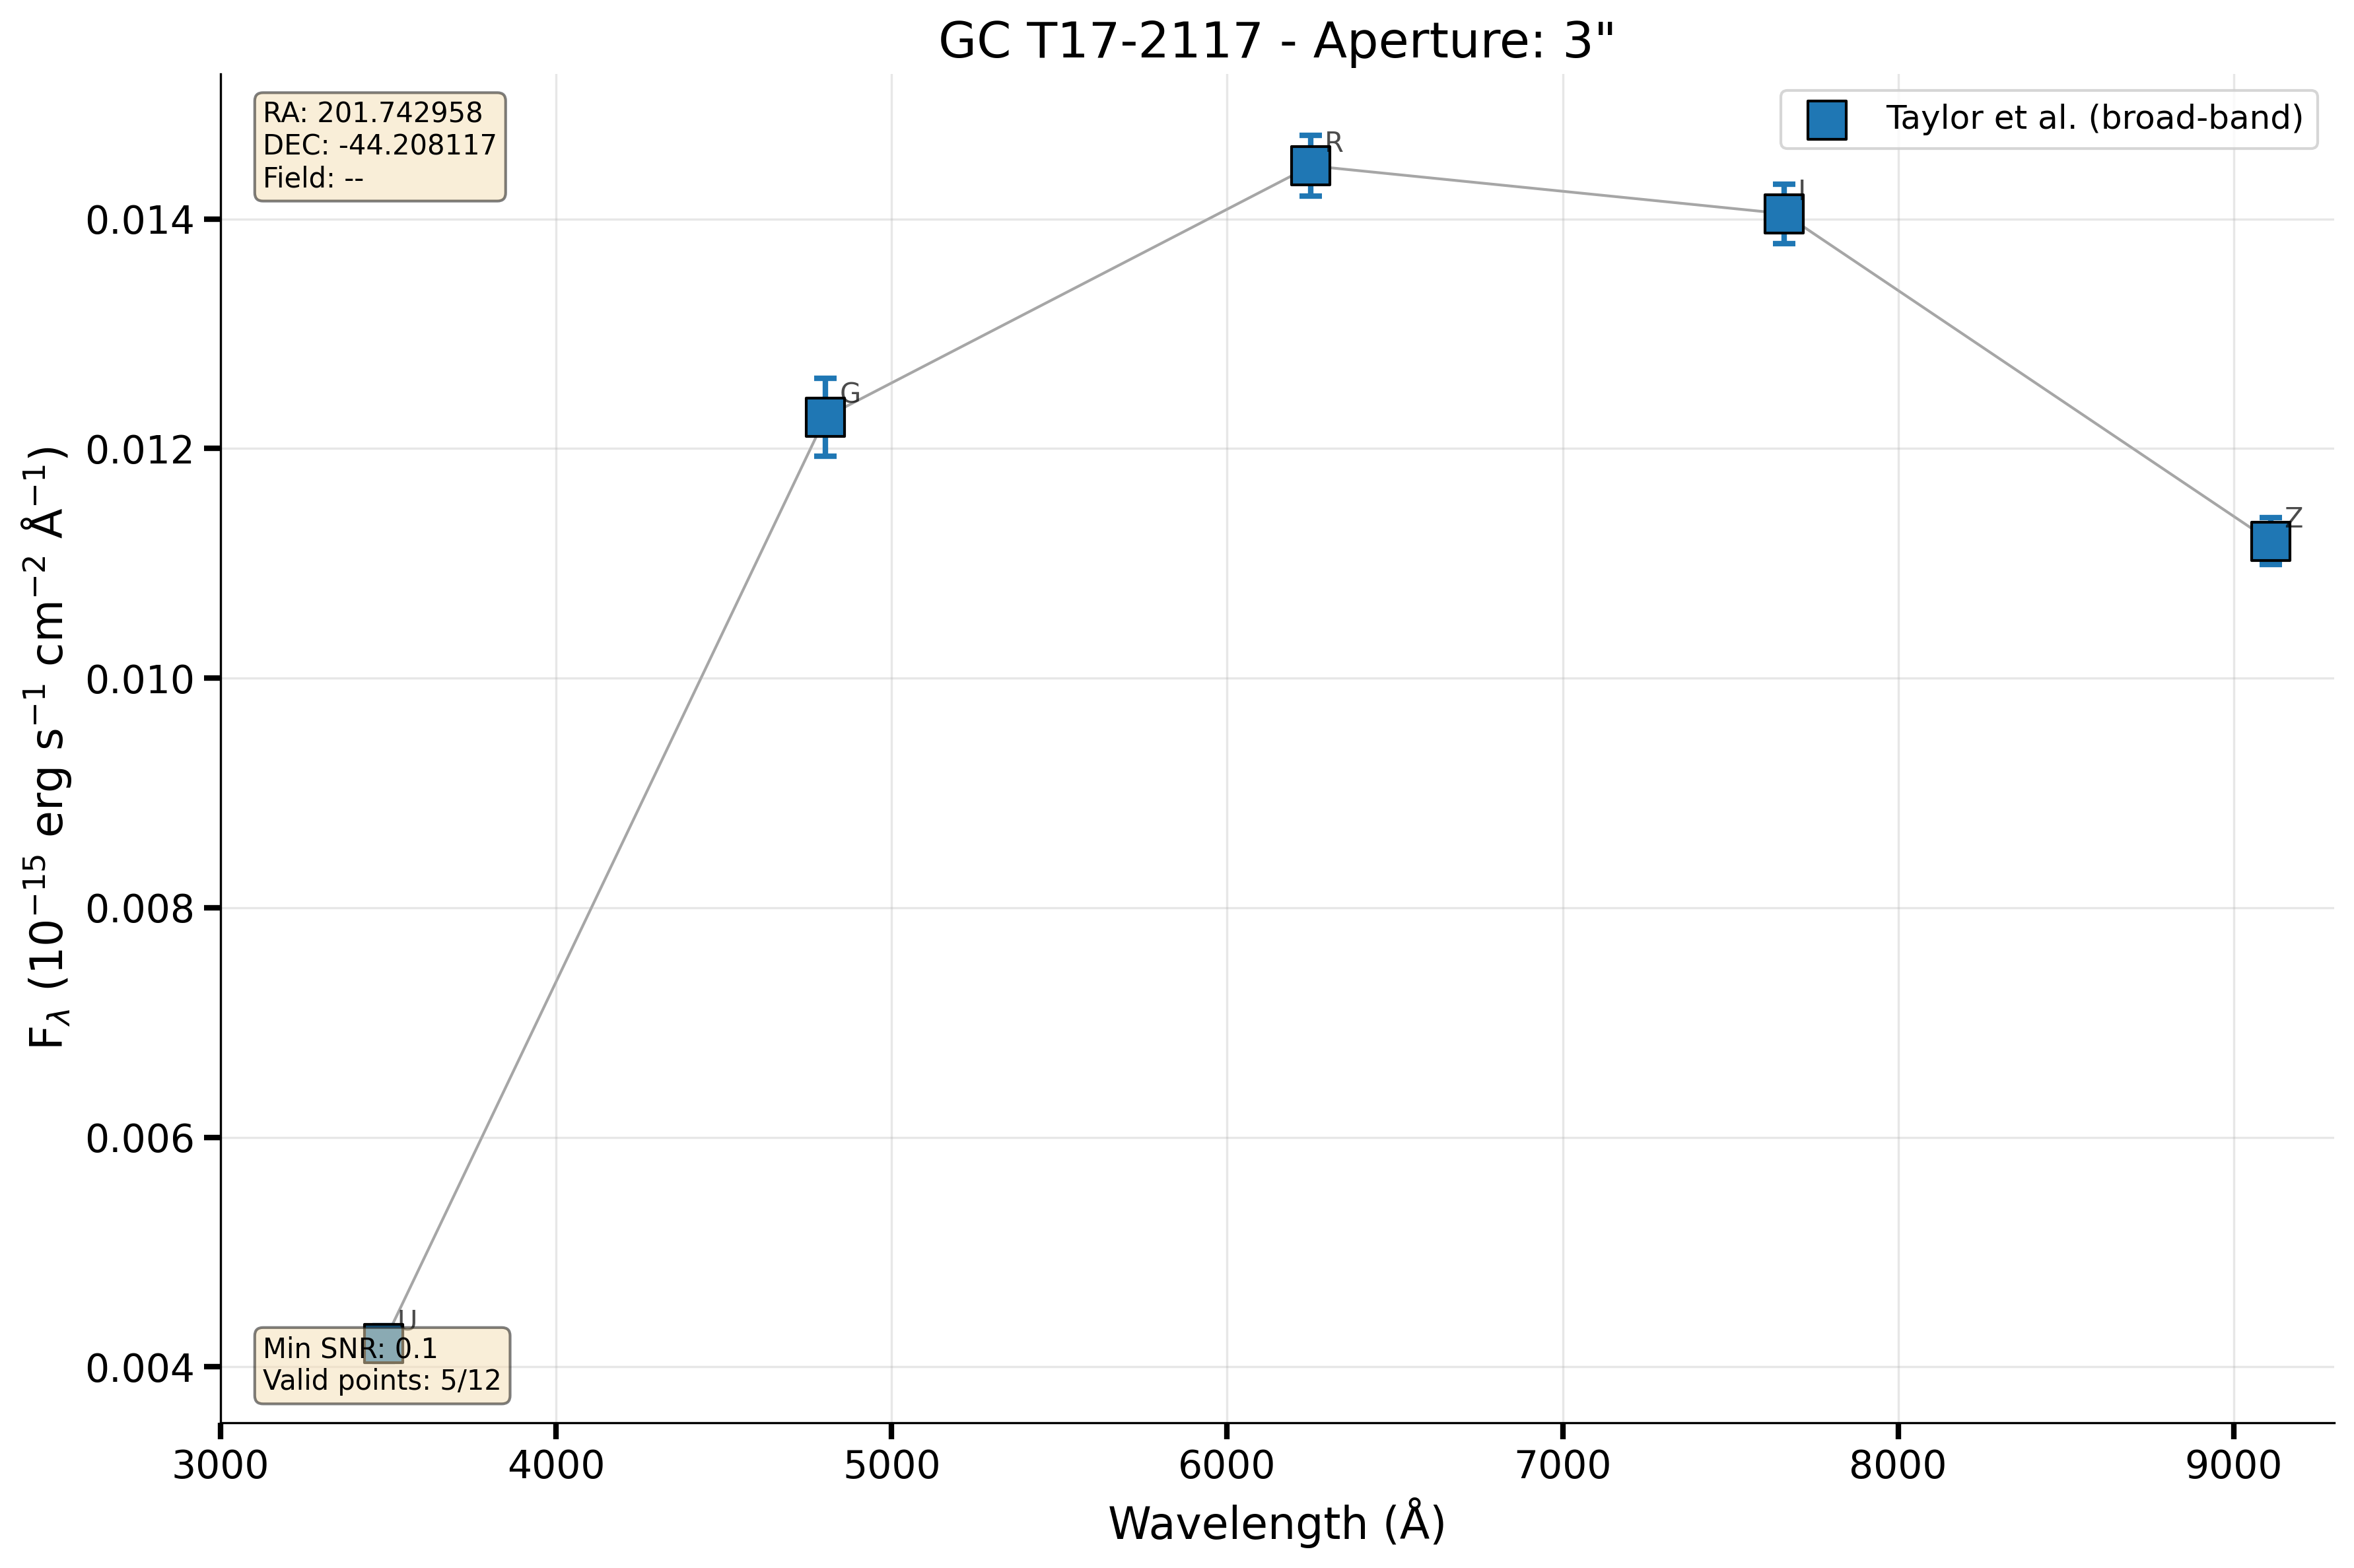 GC T17-2117 - Aperture: 3"
RA: 201.742958
DEC: -44.208117
Field: --
Taylor et al. (broad-band)
R
I
G
Z
U
Min SNR: 0.1
Valid points: 5/12
0.014
0.012
0.010
0.008
0.006
0.004
F_λ (10⁻¹⁵ erg s⁻¹ cm⁻² Å⁻¹)
3000 4000 5000 6000 7000 8000 9000
Wavelength (Å)